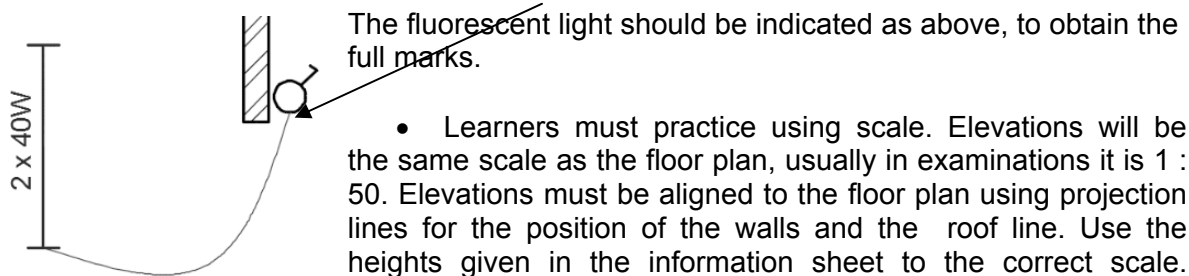 The fluorescent light should be indicated as above, to obtain the
full marks.
2 x 40W
• Learners must practice using scale. Elevations will be
the same scale as the floor plan, usually in examinations it is 1 :
50. Elevations must be aligned to the floor plan using projection
lines for the position of the walls and the roof line. Use the
heights given in the information sheet to the correct scale.